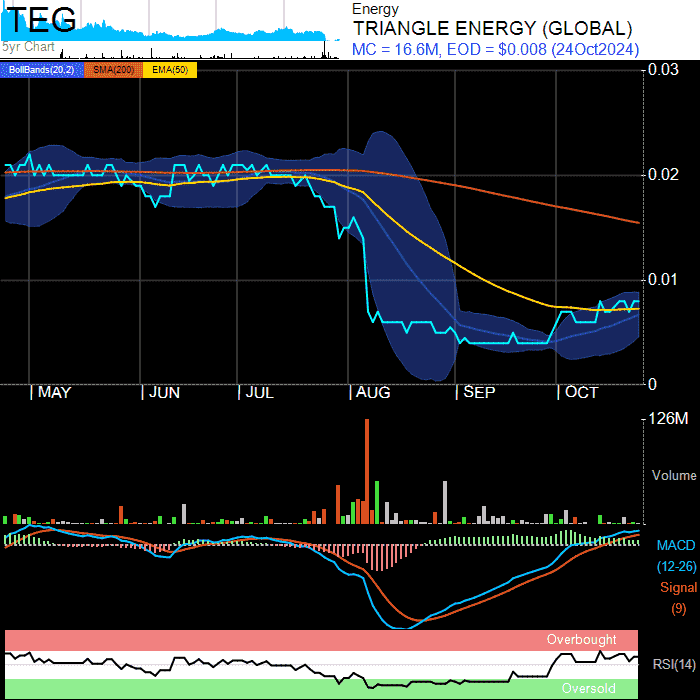 TEG
5yr Chart
Energy
TRIANGLE ENERGY (GLOBAL)
MC = 16.6M, EOD = $0.008 (24Oct2024)
BollBands(20,2) SMA(200) EMA(50)
0.03
0.02
0.01
0
MAY JUN JUL AUG SEP OCT
126M
Volume
MACD
(12-26)
Signal
(9)
Overbought
RSI(14)
Oversold